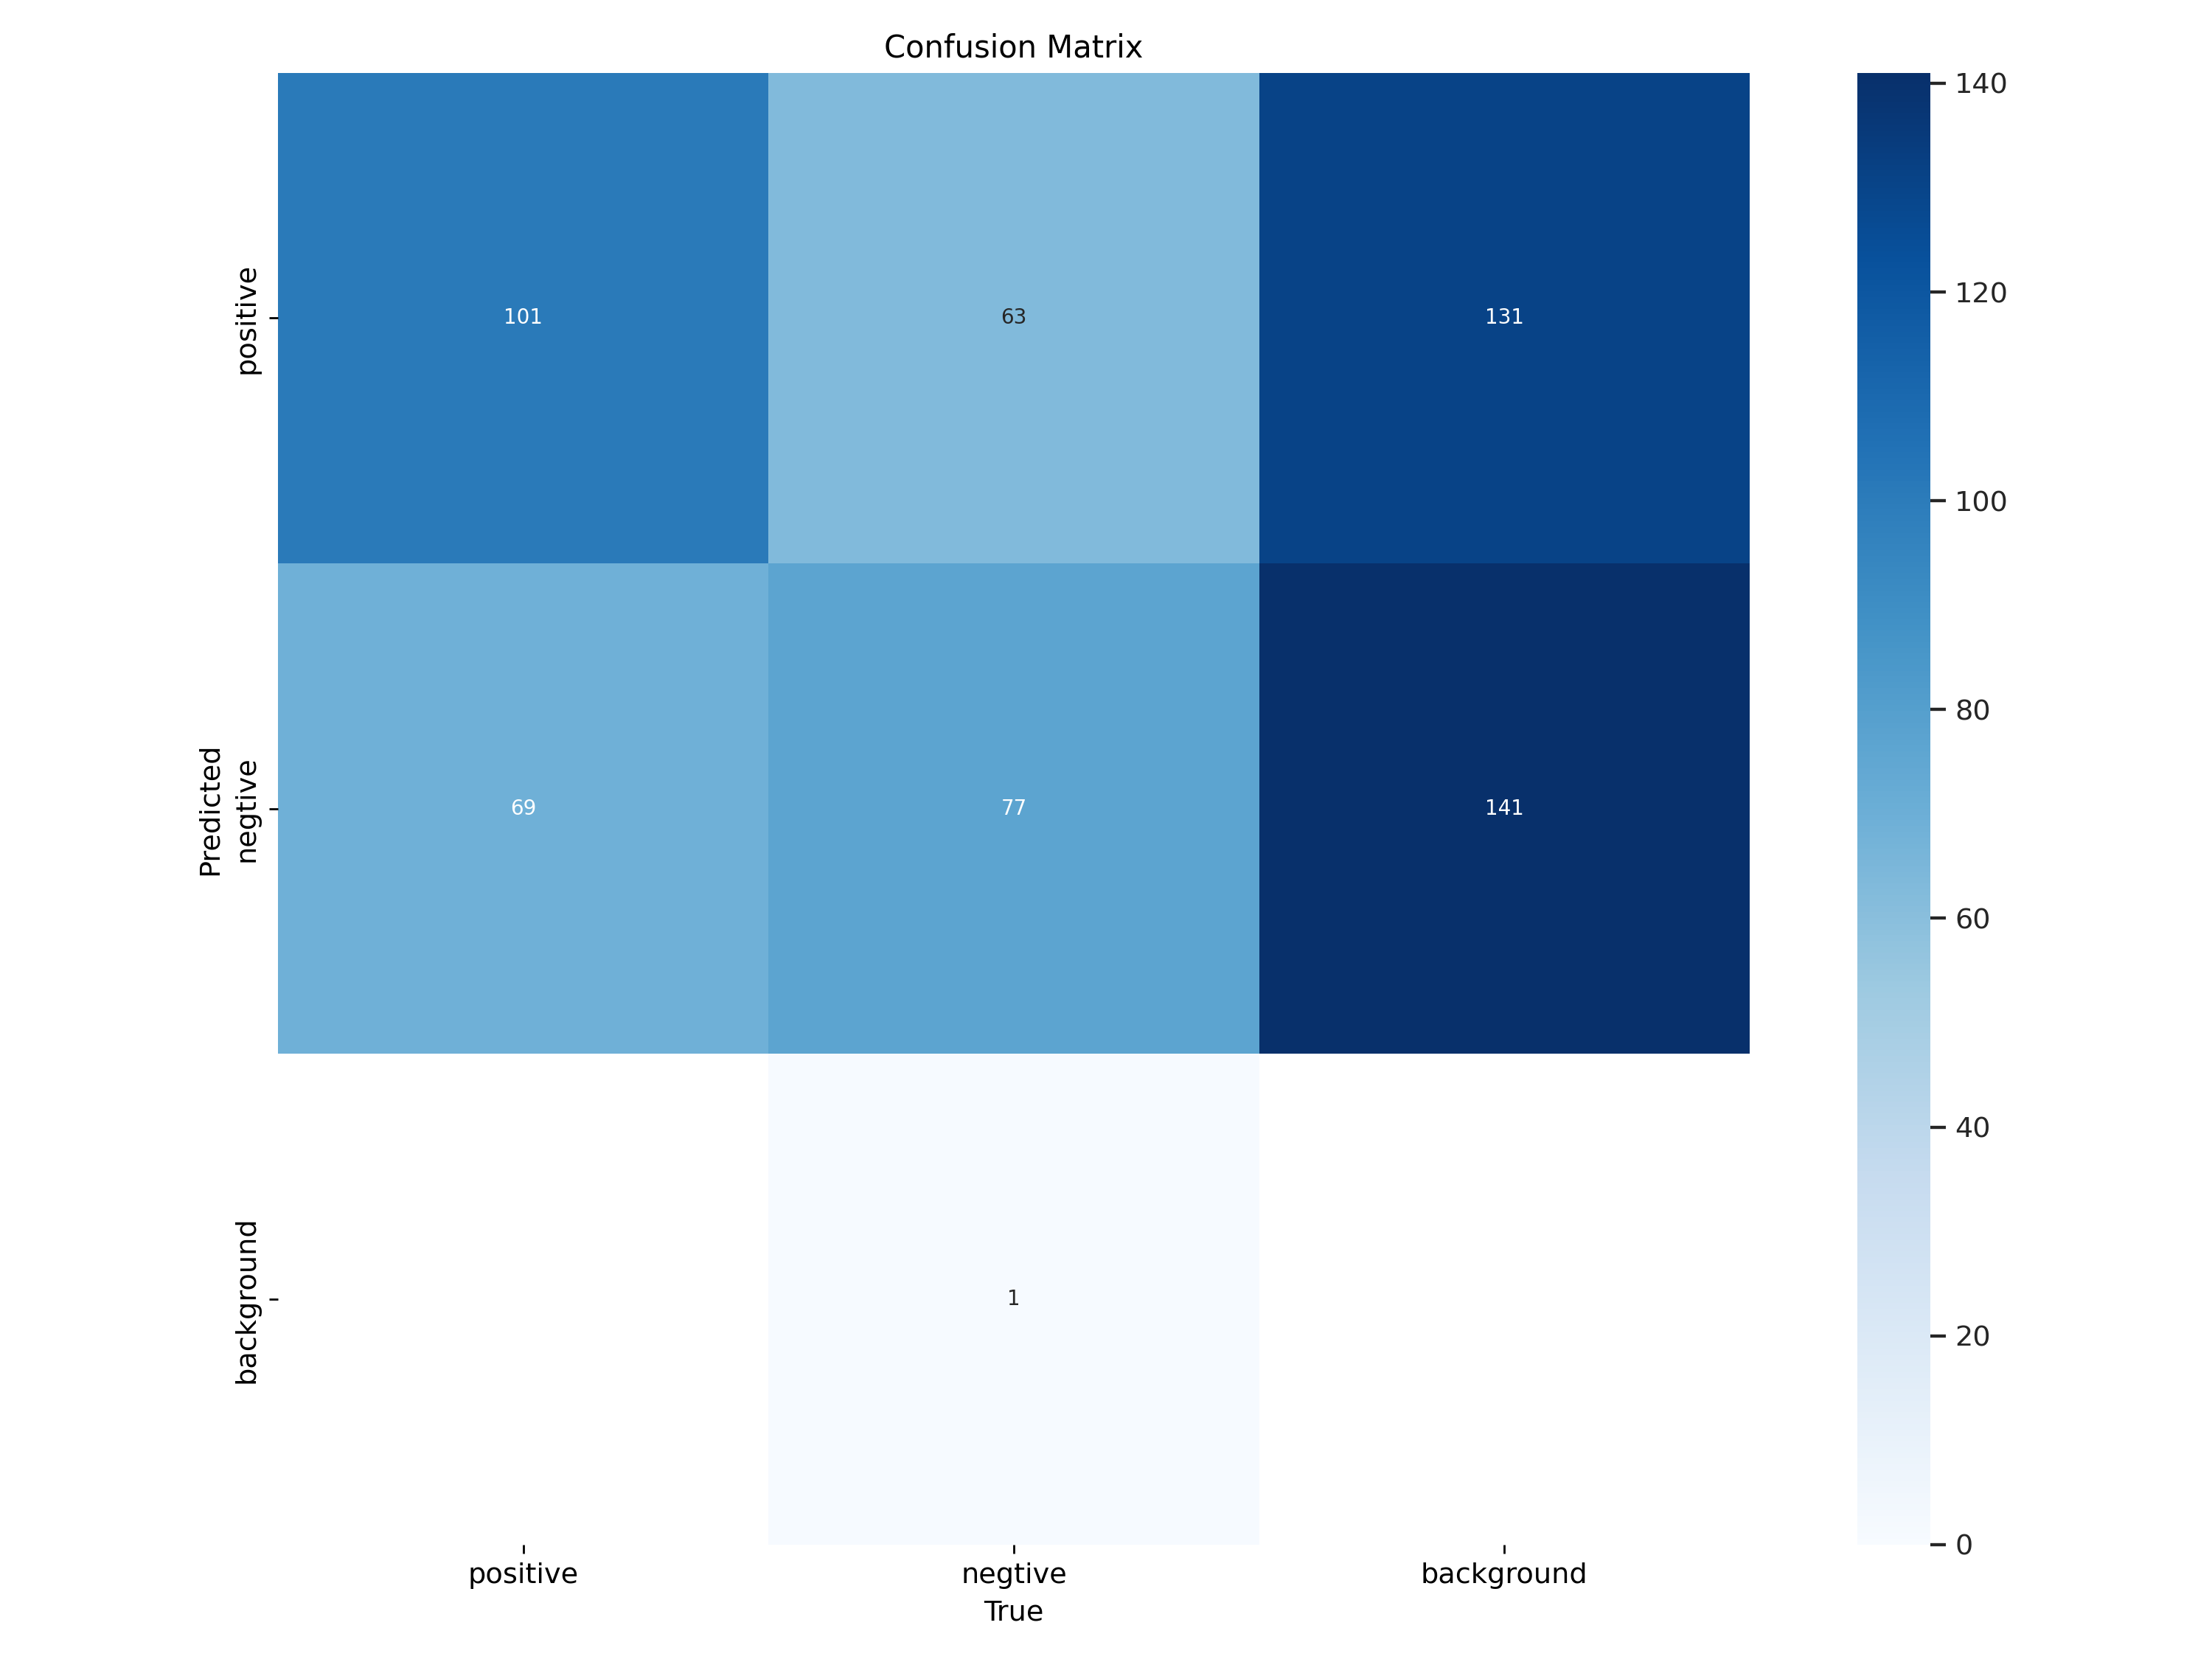 Confusion Matrix
140
120
100
80
60
40
20
0
positive
101
63
131
Predicted
negtive
69
77
141
background
1
positive
negtive
background
True